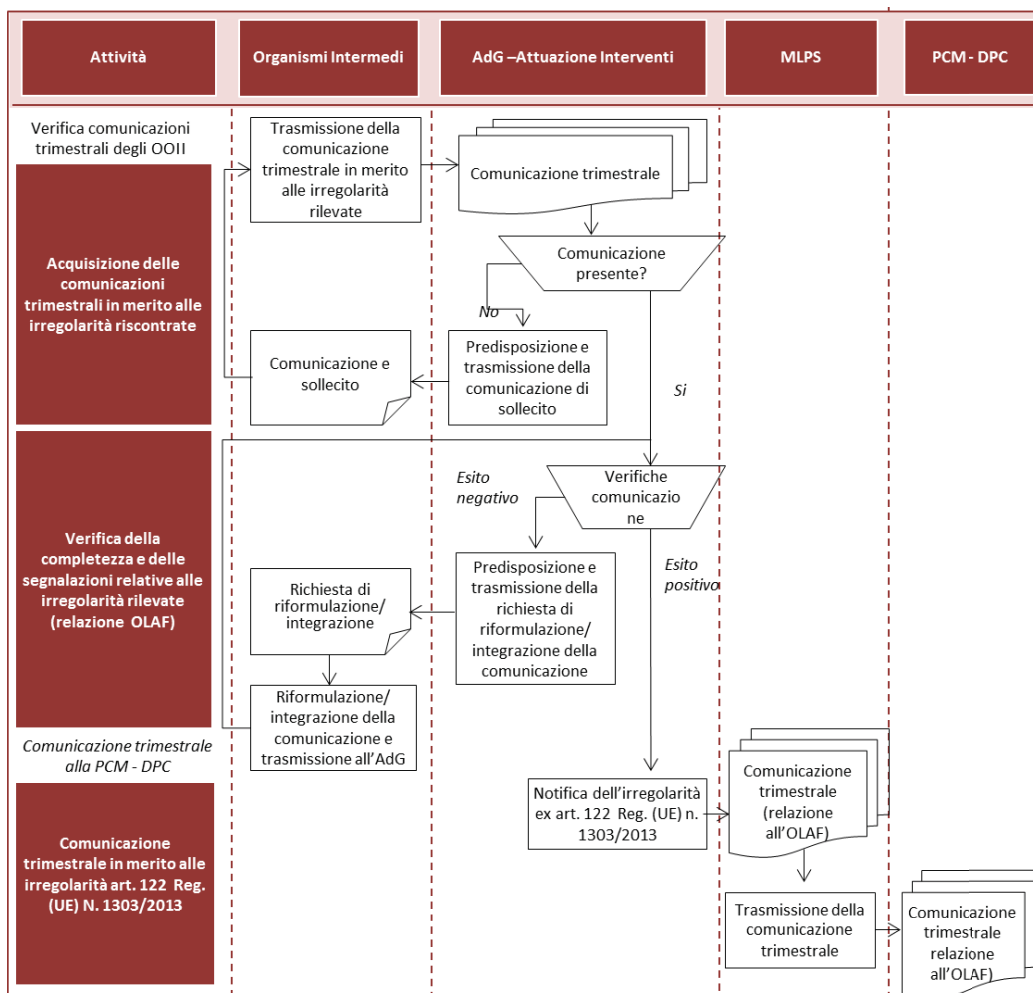 Attività
Organismi Intermedi
AdG –Attuazione Interventi
MLPS
PCM - DPC
Verifica comunicazioni
trimestrali degli OOII
Trasmissione della
comunicazione
trimestrale in merito
alle irregolarità
rilevate
Comunicazione trimestrale
Acquisizione delle
comunicazioni
trimestrali in merito alle
irregolarità riscontrate
Comunicazione
presente?
No
Comunicazione e
sollecito
Predisposizione e
trasmissione della
comunicazione di
sollecito
Si
Verifica della
completezza e delle
segnalazioni relative alle
irregolarità rilevate
(relazione OLAF)
Esito
negativo
Verifiche
comunicazio
ne
Richiesta di
riformulazione/
integrazione
Predisposizione e
trasmissione della
richiesta di
riformulazione/
integrazione della
comunicazione
Esito
positivo
Riformulazione/
integrazione della
comunicazione e
trasmissione all'AdG
Comunicazione trimestrale
alla PCM - DPC
Comunicazione
trimestrale in merito alle
irregolarità art. 122 Reg.
(UE) N. 1303/2013
Notifica dell'irregolarità
ex art. 122 Reg. (UE) n.
1303/2013
Comunicazione
trimestrale
(relazione
all'OLAF)
Trasmissione della
comunicazione
trimestrale
Comunicazione
trimestrale
relazione
all'OLAF)